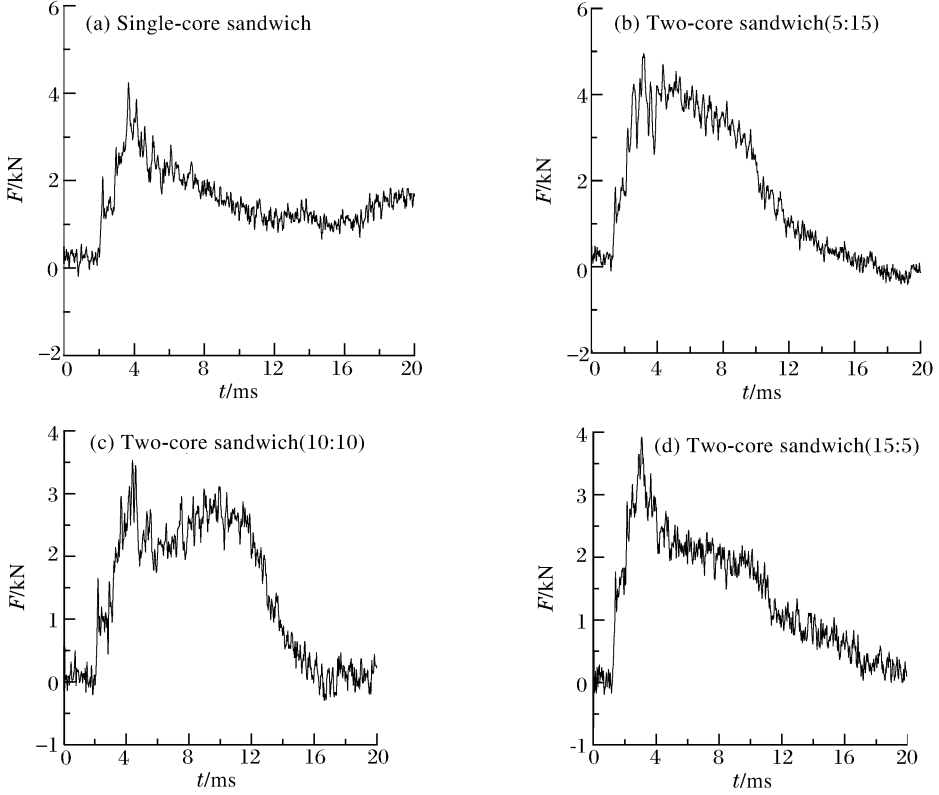 (a) Single-core sandwich
6
4
2
0
−2
F/kN
0 4 8 12 16 20
t/ms
(b) Two-core sandwich(5:15)
6
4
2
0
−2
F/kN
0 4 8 12 16 20
t/ms
(c) Two-core sandwich(10:10)
4
3
2
1
0
−1
F/kN
0 4 8 12 16 20
t/ms
(d) Two-core sandwich(15:5)
4
3
2
1
0
-1
F/kN
0 4 8 12 16 20
t/ms